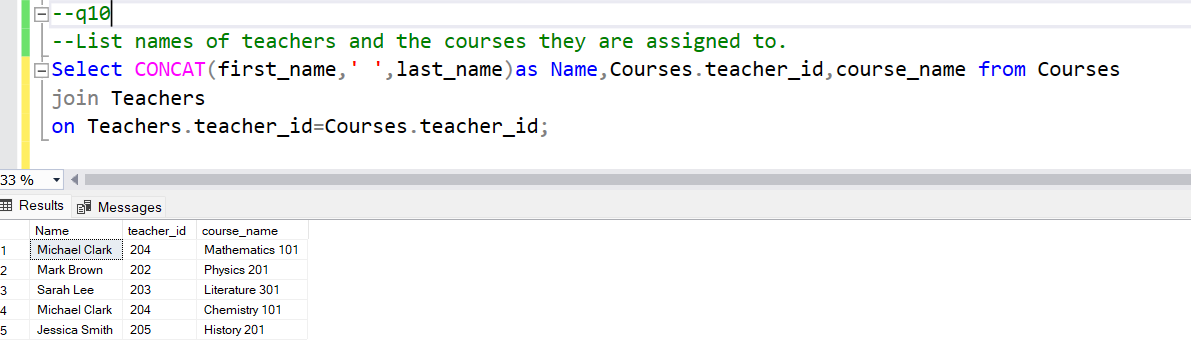 --q10
--List names of teachers and the courses they are assigned to.
Select CONCAT(first_name,' ',last_name)as Name,Courses.teacher_id,course_name from Courses
join Teachers
on Teachers.teacher_id=Courses.teacher_id;
33 %
Results Messages
Name teacher_id course_name
1 Michael Clark 204 Mathematics 101
2 Mark Brown 202 Physics 201
3 Sarah Lee 203 Literature 301
4 Michael Clark 204 Chemistry 101
5 Jessica Smith 205 History 201